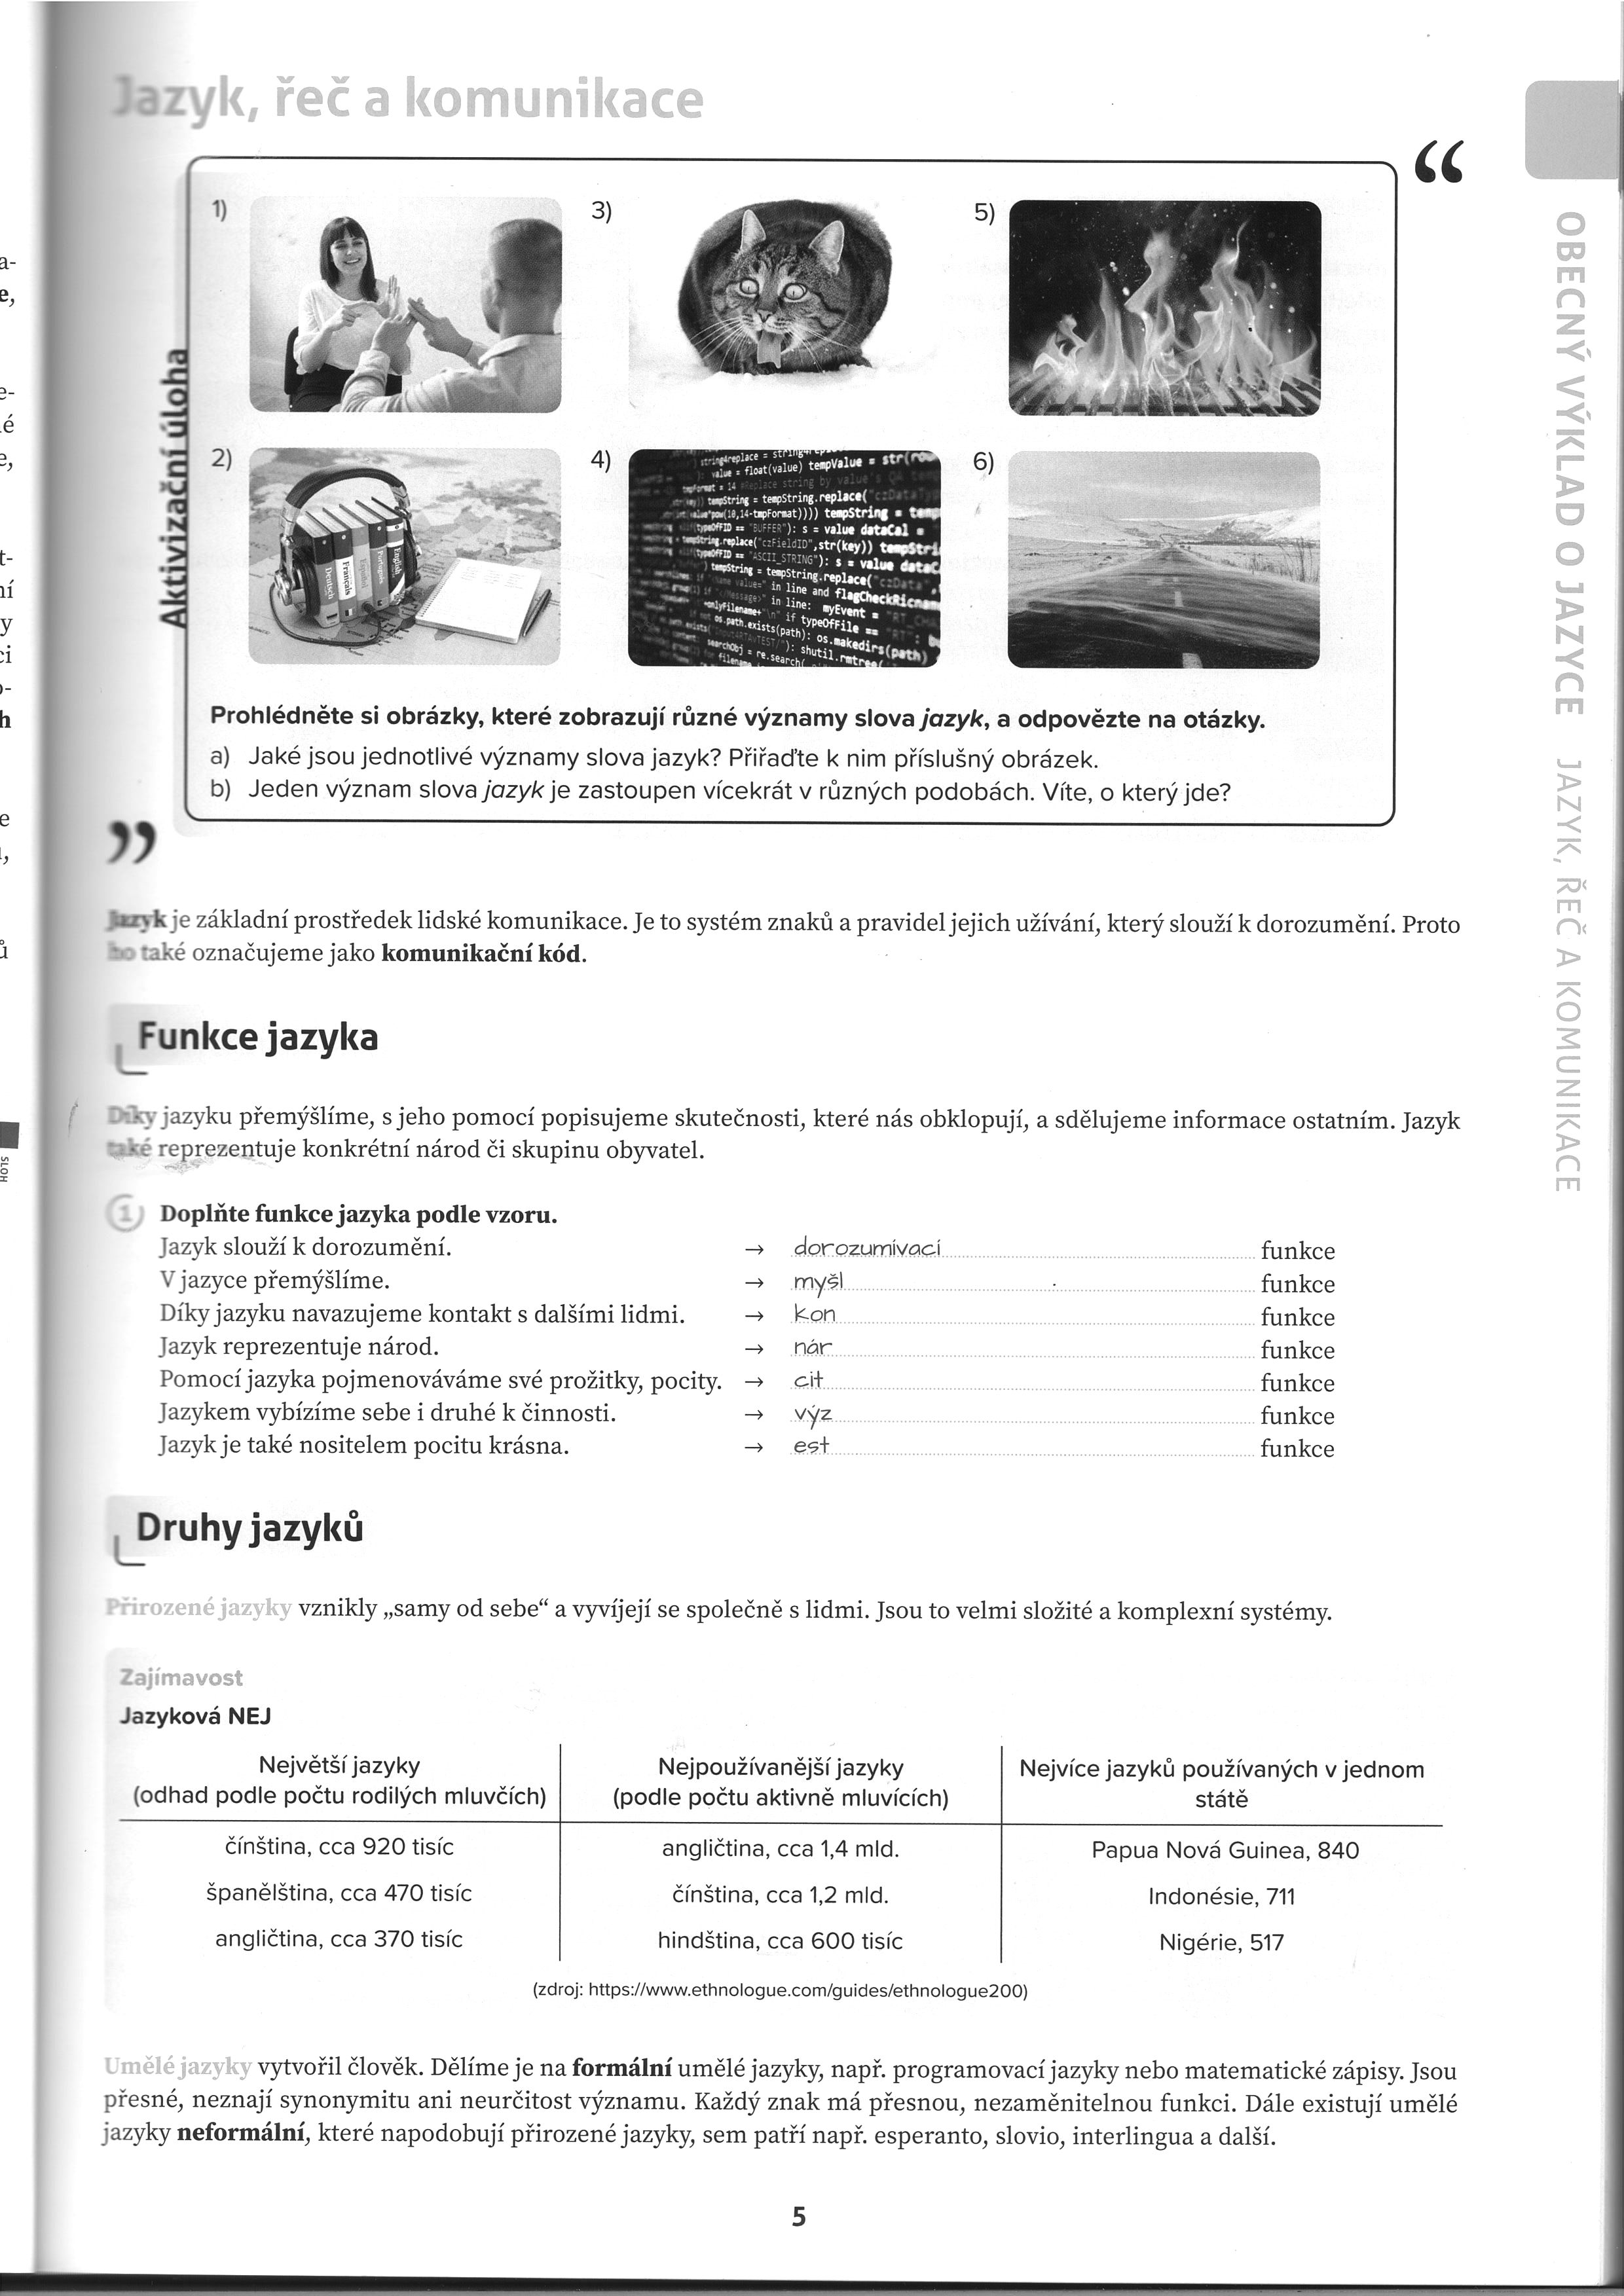 Jazyk, řeč a komunikace
Aktivizační úloha
1)
3)
5)
2)
Deutsch
Français
Español
Português
English
4)
6)
Prohlédněte si obrázky, které zobrazují různé významy slova jazyk, a odpovězte na otázky.
a) Jaké jsou jednotlivé významy slova jazyk? Přiřaďte k nim příslušný obrázek.
b) Jeden význam slova jazyk je zastoupen vícekrát v různých podobách. Víte, o který jde?
Jazyk je základní prostředek lidské komunikace. Je to systém znaků a pravidel jejich užívání, který slouží k dorozumění. Proto
ho také označujeme jako komunikační kód.
Funkce jazyka
Díky jazyku přemýšlíme, s jeho pomocí popisujeme skutečnosti, které nás obklopují, a sdělujeme informace ostatním. Jazyk
také reprezentuje konkrétní národ či skupinu obyvatel.
1 Doplňte funkce jazyka podle vzoru.
Jazyk slouží k dorozumění. → dorozumívací funkce
V jazyce přemýšlíme. → myšl funkce
Díky jazyku navazujeme kontakt s dalšími lidmi. → kon funkce
Jazyk reprezentuje národ. → nár funkce
Pomocí jazyka pojmenováváme své prožitky, pocity. → cit funkce
Jazykem vybízíme sebe i druhé k činnosti. → výz funkce
Jazyk je také nositelem pocitu krásna. → est funkce
Druhy jazyků
Přirozené jazyky vznikly „samy od sebe“ a vyvíjejí se společně s lidmi. Jsou to velmi složité a komplexní systémy.
Zajímavost
Jazyková NEJ
Největší jazyky
(odhad podle počtu rodilých mluvčích)
Nejpoužívanější jazyky
(podle počtu aktivně mluvících)
Nejvíce jazyků používaných v jednom
státě
čínština, cca 920 tisíc angličtina, cca 1,4 mld. Papua Nová Guinea, 840
španělština, cca 470 tisíc čínština, cca 1,2 mld. Indonésie, 711
angličtina, cca 370 tisíc hindština, cca 600 tisíc Nigérie, 517
(zdroj: https://www.ethnologue.com/guides/ethnologue200)
Umělé jazyky vytvořil člověk. Dělíme je na formální umělé jazyky, např. programovací jazyky nebo matematické zápisy. Jsou
přesné, neznají synonymitu ani neurčitost významu. Každý znak má přesnou, nezaměnitelnou funkci. Dále existují umělé
jazyky neformální, které napodobují přirozené jazyky, sem patří např. esperanto, slovio, interlingua a další.
5
OBECNÝ VÝKLAD O JAZYCE JAZYK, ŘEČ A KOMUNIKACE
SLOH